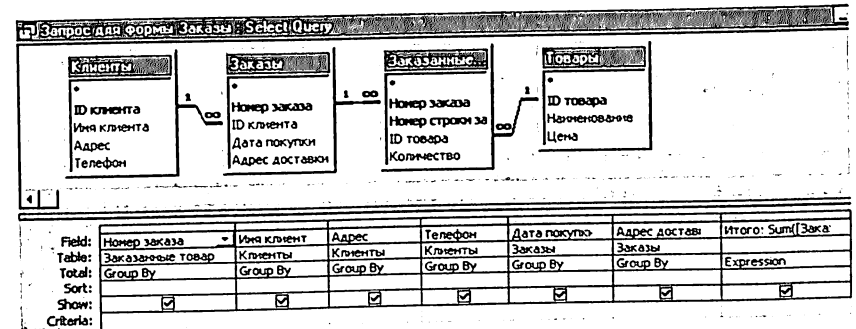 Запрос для формы Заказы : Select Query
Клиенты
*
ID клиента
Имя клиента
Адрес
Телефон
Заказы
*
Номер заказа
ID клиента
Дата покупки
Адрес доставки
Заказанные...
*
Номер заказа
Номер строки за
ID товара
Количество
Товары
*
ID товара
Наименование
Цена
1 ∞ 1 ∞ ∞ 1
Field: Номер заказа Имя клиент Адрес Телефон Дата покупки Адрес достави Итого: Sum([Зака:
Table: Заказанные товар Клиенты Клиенты Клиенты Заказы Заказы
Total: Group By Group By Group By Group By Group By Group By Expression
Sort:
Show:
Criteria: